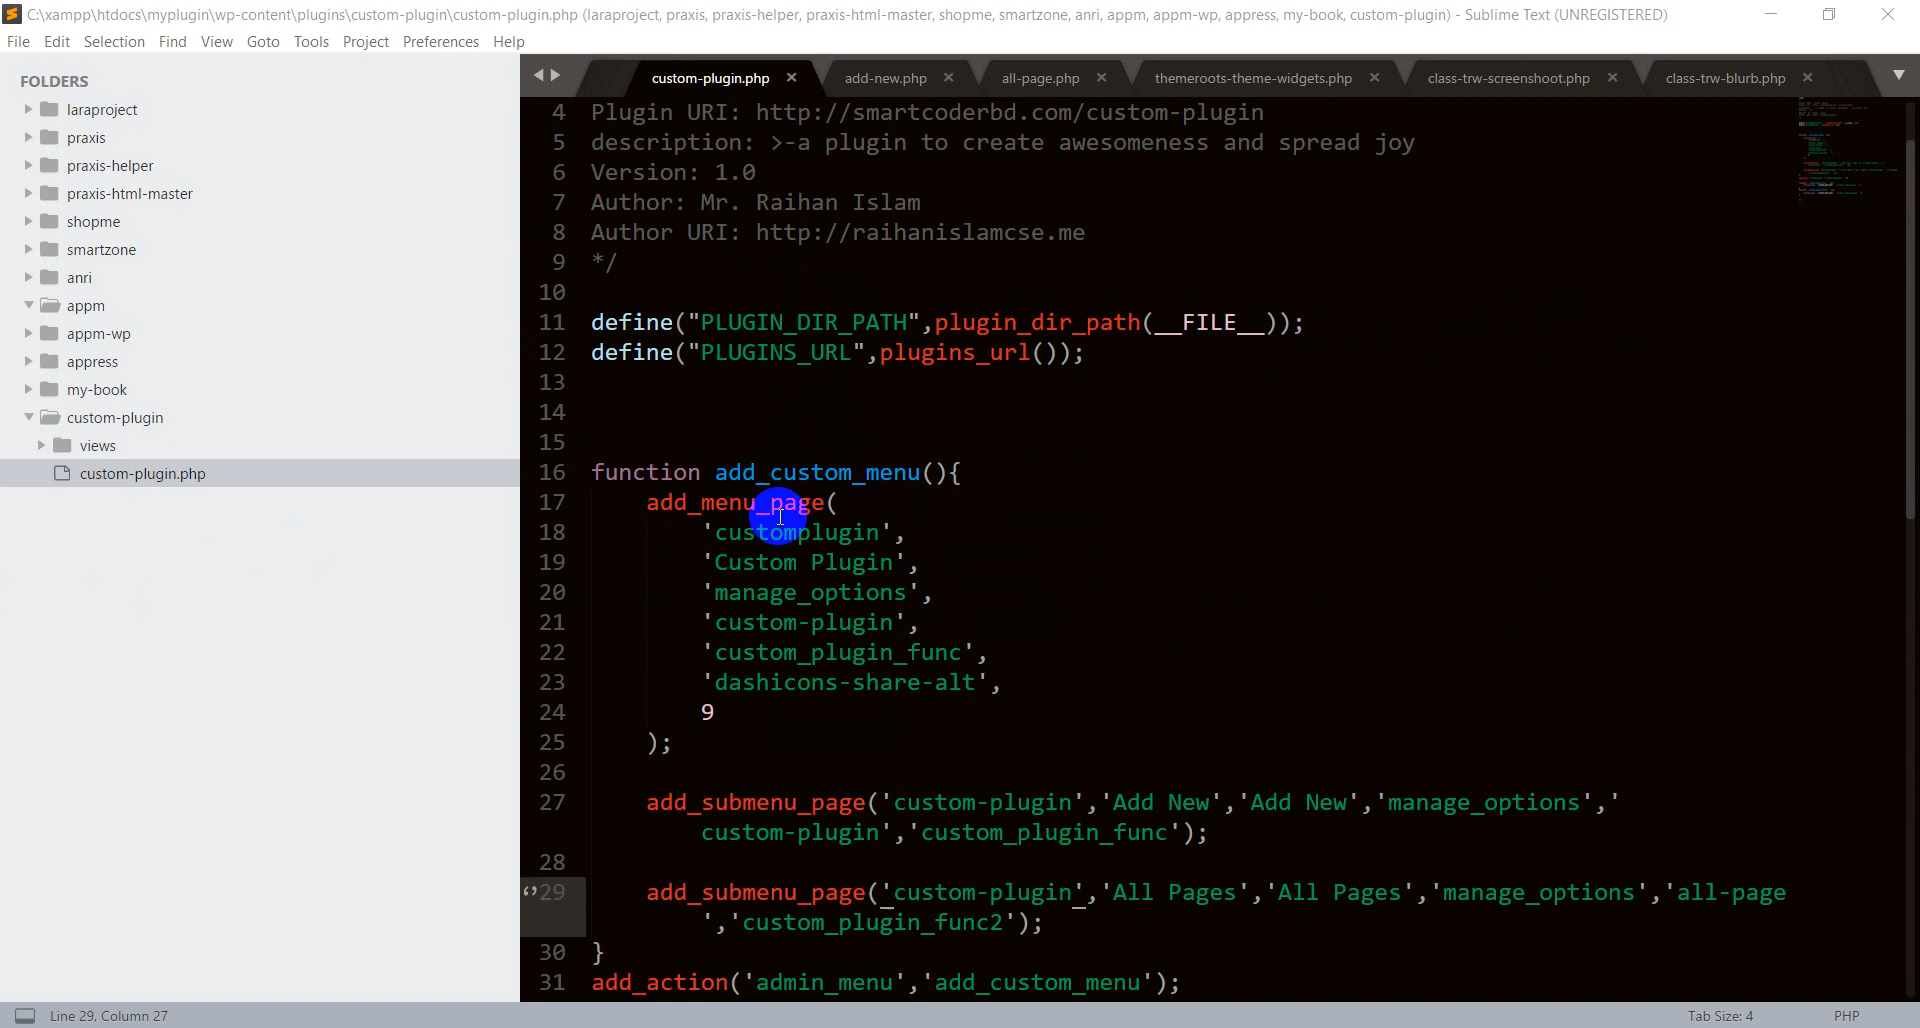 C:\xampp\htdocs\myplugin\wp-content\plugins\custom-plugin\custom-plugin.php (laraproject, praxis, praxis-helper, praxis-html-master, shopme, smartzone, anri, appm, appm-wp, appress, my-book, custom-plugin) - Sublime Text (UNREGISTERED)
File Edit Selection Find View Goto Tools Project Preferences Help
FOLDERS
laraproject
praxis
praxis-helper
praxis-html-master
shopme
smartzone
anri
appm
appm-wp
appress
my-book
custom-plugin
views
custom-plugin.php
custom-plugin.php add-new.php all-page.php themeroots-theme-widgets.php class-trw-screenshoot.php class-trw-blurb.php
4 Plugin URI: http://smartcoderbd.com/custom-plugin
5 description: >-a plugin to create awesomeness and spread joy
6 Version: 1.0
7 Author: Mr. Raihan Islam
8 Author URI: http://raihanislamcse.me
9 */
10
11 define("PLUGIN_DIR_PATH",plugin_dir_path(__FILE__));
12 define("PLUGINS_URL",plugins_url());
13
14
15
16 function add_custom_menu(){
17 add_menu_page(
18 'customplugin',
19 'Custom Plugin',
20 'manage_options',
21 'custom-plugin',
22 'custom_plugin_func',
23 'dashicons-share-alt',
24 9
25 );
26
27 add_submenu_page('custom-plugin','Add New','Add New','manage_options','
custom-plugin','custom_plugin_func');
28
29 add_submenu_page('custom-plugin','All Pages','All Pages','manage_options','all-page
','custom_plugin_func2');
30 }
31 add_action('admin_menu','add_custom_menu');
Line 29, Column 27 Tab Size: 4 PHP